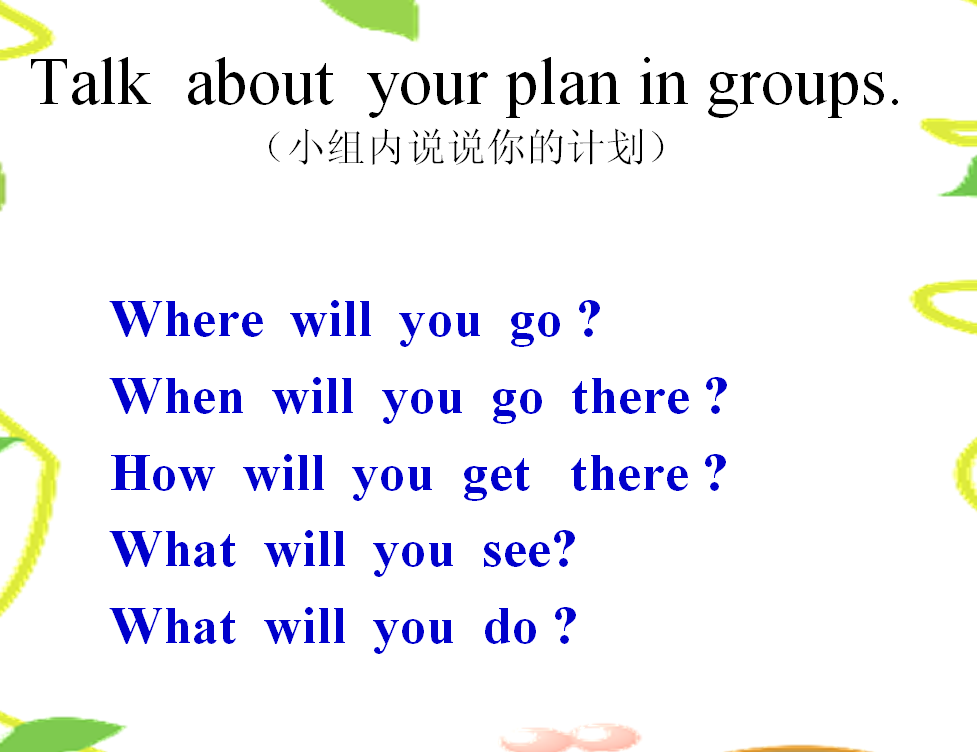 Talk about your plan in groups.
（小组内说说你的计划）
Where will you go ?
When will you go there ?
How will you get there ?
What will you see?
What will you do ?